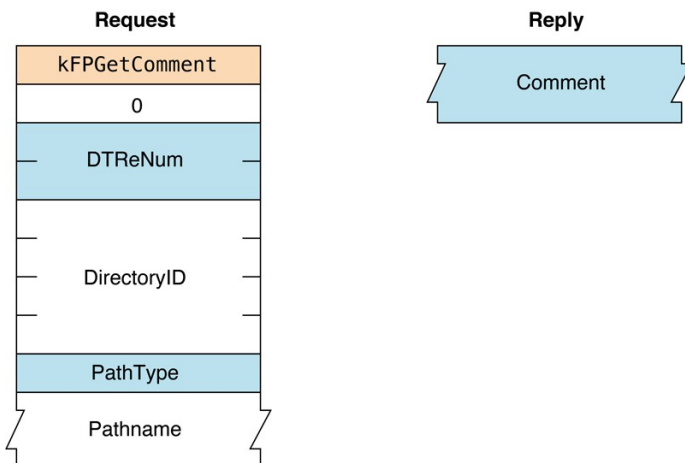 Request
kFPGetComment
0
DTReNum
DirectoryID
PathType
Pathname
Reply
Comment